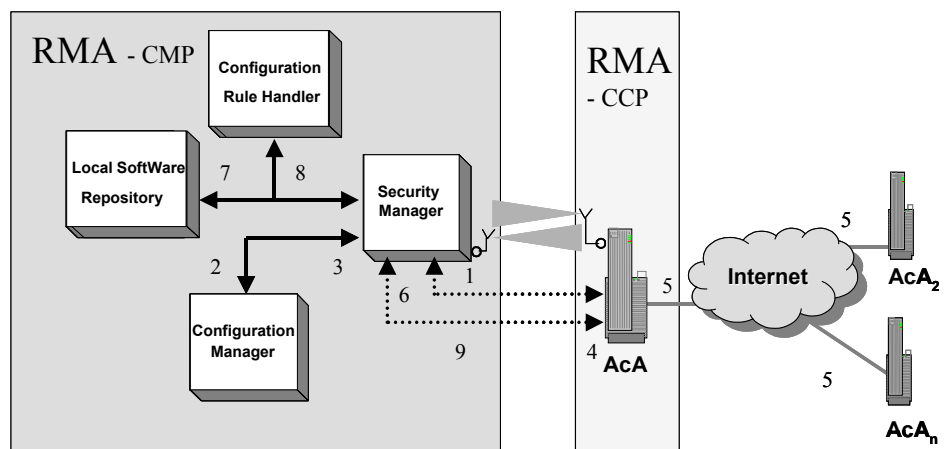 RMA - CMP
Configuration
Rule Handler
Local SoftWare
Repository
7
8
Security
Manager
2
3
6
1
Configuration
Manager
9
RMA
- CCP
4
AcA
5
Internet
5
AcA2
5
AcAn